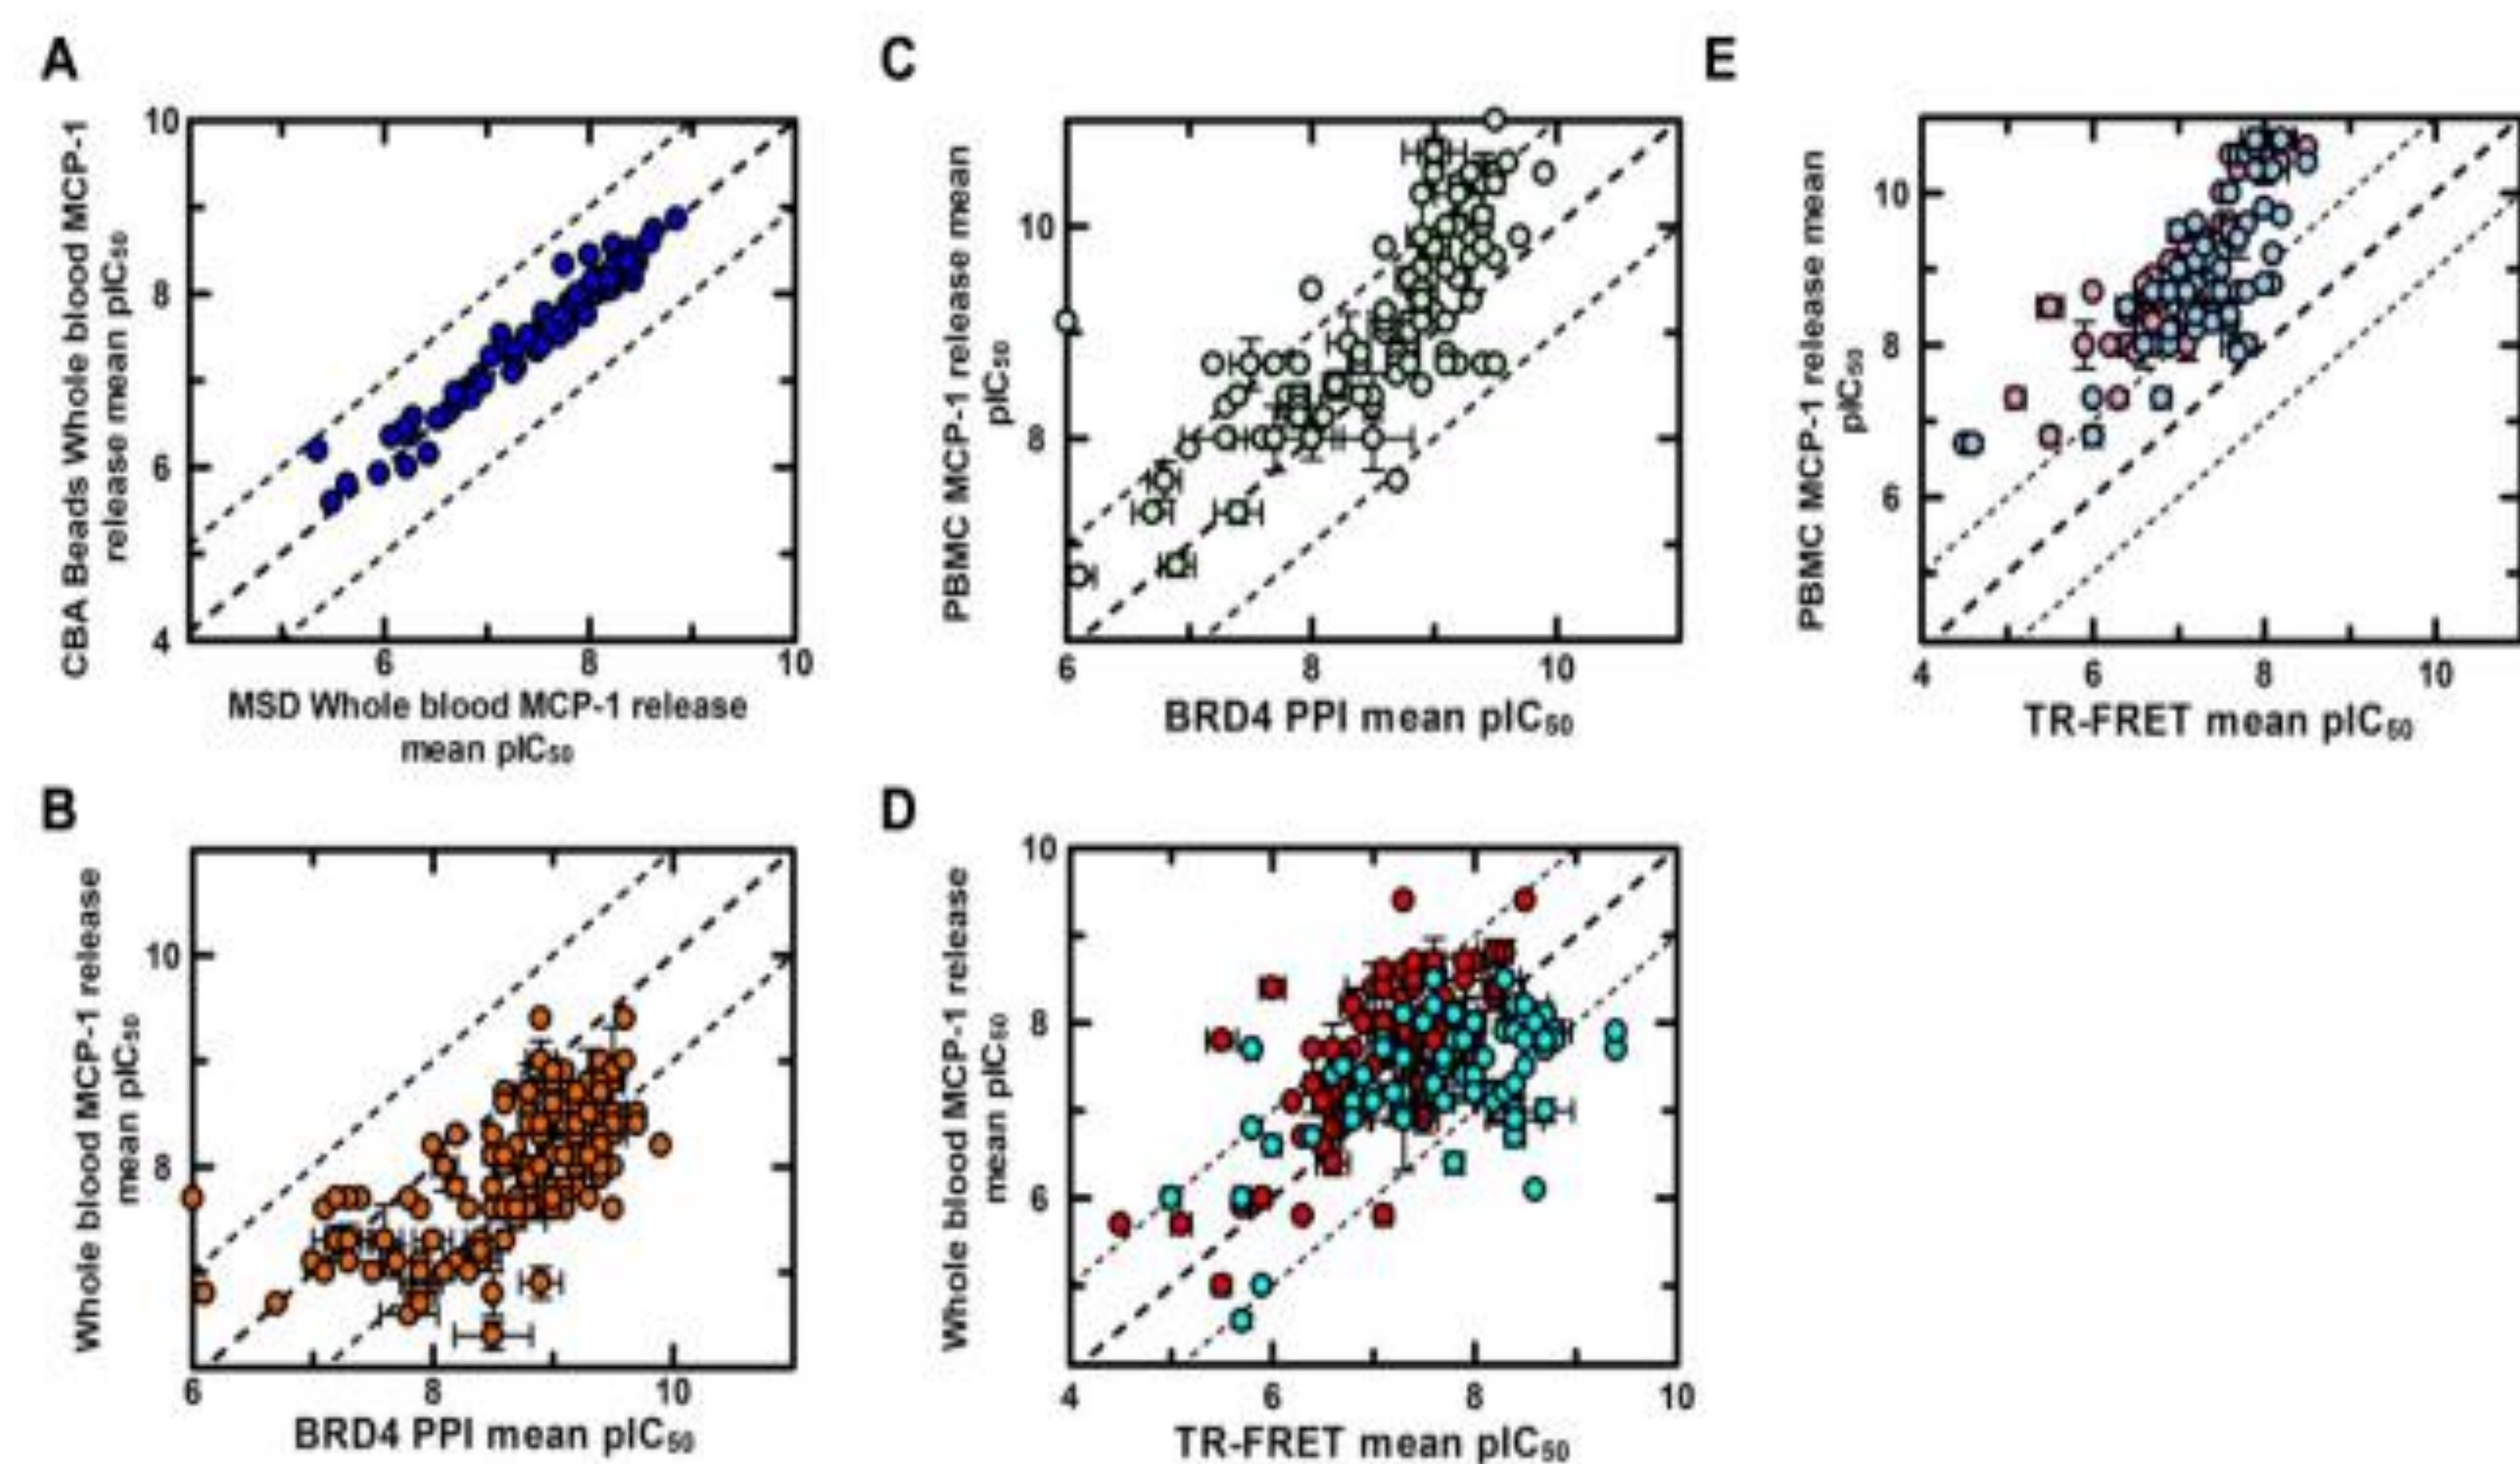 A
CBA Beads Whole blood MCP-1
release mean pIC₅₀
10
8
6
4
6
8
10
MSD Whole blood MCP-1 release
mean pIC₅₀
B
Whole blood MCP-1 release
mean pIC₅₀
10
8
6
8
10
BRD4 PPI mean pIC₅₀
C
PBMC MCP-1 release mean
pIC₅₀
10
8
6
8
10
BRD4 PPI mean pIC₅₀
D
Whole blood MCP-1 release
mean pIC₅₀
10
8
6
4
6
8
10
TR-FRET mean pIC₅₀
E
PBMC MCP-1 release mean
pIC₅₀
10
8
6
4
6
8
10
TR-FRET mean pIC₅₀